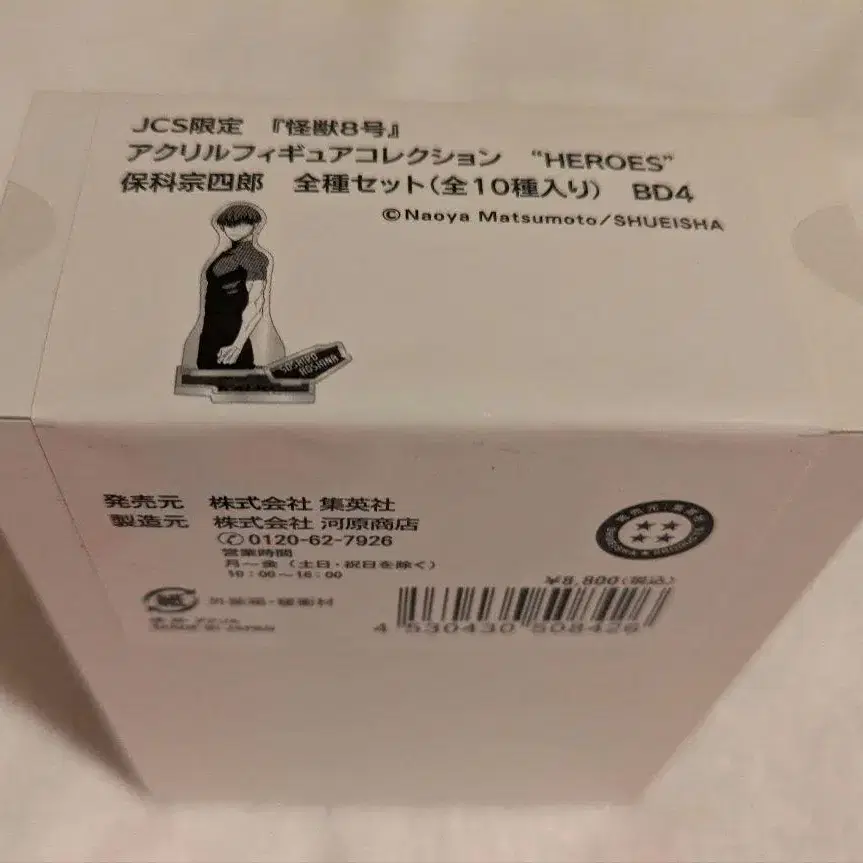 JCS限定 『怪獣8号』
アクリルフィギュアコレクション “HEROES”
保科宗四郎 全種セット(全10種入り) BD4
©Naoya Matsumoto/SHUEISHA
SOSHIRO
HOSHINA
発売元 株式会社 集英社
製造元 株式会社 河原商店
0120-62-7926
営業時間
月〜金(土日・祝日を除く)
10:00〜16:00
¥8,800(税込)
外装箱・緩衝材
4 530430 508426